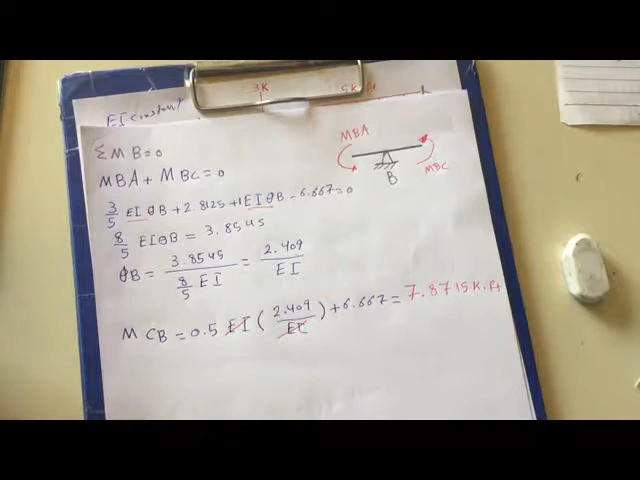 3K
5K.ft
EI constant
ΣMB=0
MBA
MBA+MBC=0
MBC
B
3/5 EIθB+2.8125+1EIθB-6.667=0
8/5 EIθB = 3.8545
θB= 3.8545/(8/5 EI) = 2.409/EI
MCB=0.5 EI(2.409/EI)+6.667=7.8715K.ft